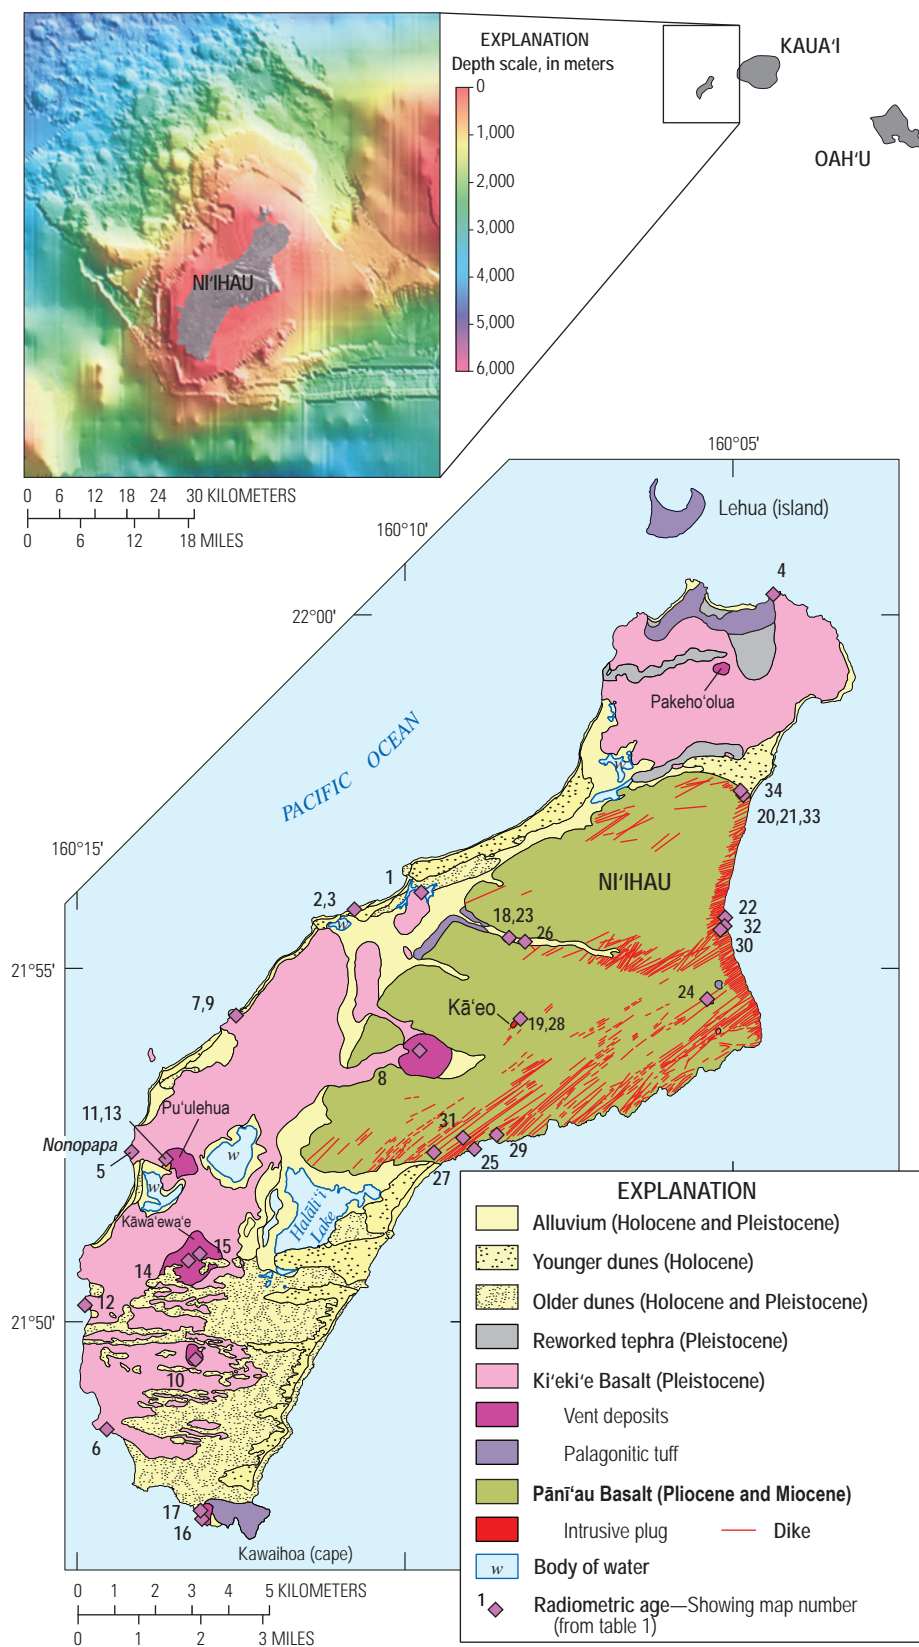 EXPLANATION
Depth scale, in meters
0
1,000
2,000
3,000
4,000
5,000
6,000
KAUAʻI
OAHʻU
NIʻIHAU
0 6 12 18 24 30 KILOMETERS
0 6 12 18 MILES
160°05'
160°10'
Lehua (island)
4
22°00'
Pakehoʻolua
PACIFIC OCEAN
w
34
20,21,33
160°15'
1
NIʻIHAU
2,3
w
18,23
26
22
32
30
21°55'
24
7,9
Kāʻeo
19,28
8
11,13
Puʻulehua
31
Nonopapa
5
w
w
29
25
27
Halāliʻi
Lake
Kāwaʻewaʻe
15
14
12
21°50'
10
6
17
16
Kawaihoa (cape)
0 1 2 3 4 5 KILOMETERS
0 1 2 3 MILES
EXPLANATION
Alluvium (Holocene and Pleistocene)
Younger dunes (Holocene)
Older dunes (Holocene and Pleistocene)
Reworked tephra (Pleistocene)
Kiʻekiʻe Basalt (Pleistocene)
Vent deposits
Palagonitic tuff
Pānīʻau Basalt (Pliocene and Miocene)
Intrusive plug Dike
w Body of water
1 Radiometric age—Showing map number
(from table 1)